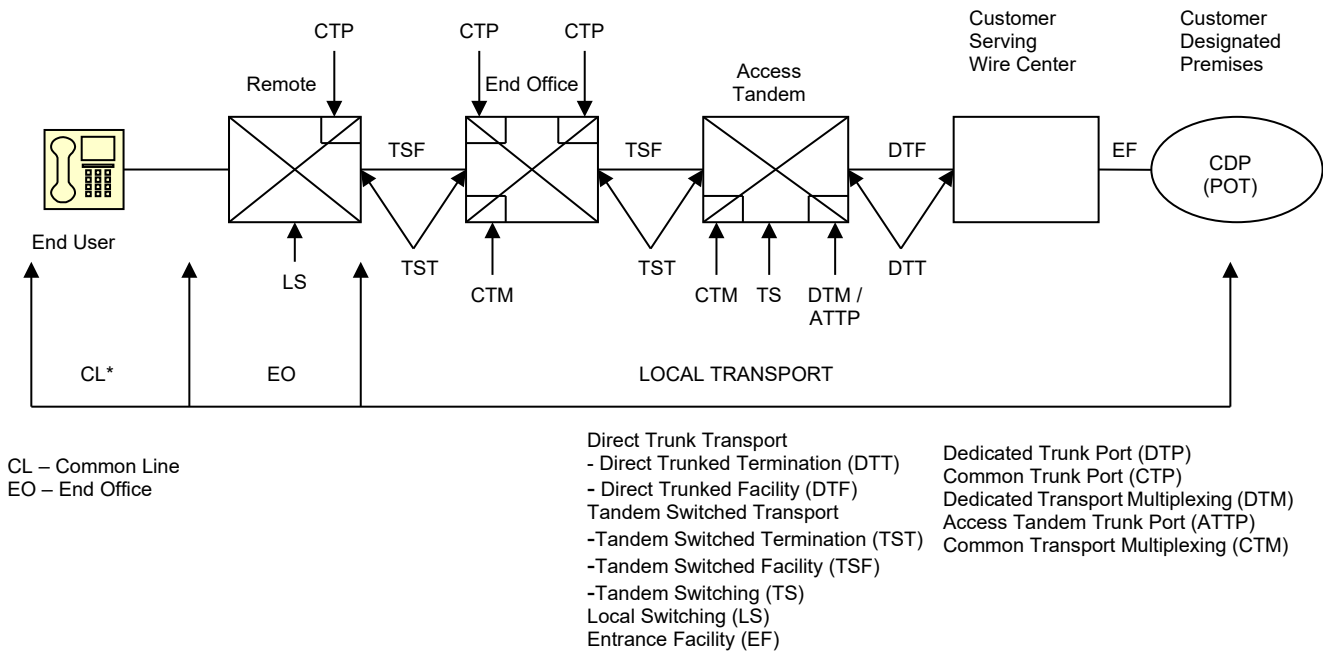 Customer
Serving
Wire Center
Customer
Designated
Premises
CTP
CTP
CTP
Remote
End Office
Access
Tandem
TSF
TSF
DTF
EF
CDP
(POT)
End User
LS
TST
CTM
TST
CTM
TS
DTM /
ATTP
DTT
CL*
EO
LOCAL TRANSPORT
CL – Common Line
EO – End Office
Direct Trunk Transport
- Direct Trunked Termination (DTT)
- Direct Trunked Facility (DTF)
Tandem Switched Transport
-Tandem Switched Termination (TST)
-Tandem Switched Facility (TSF)
-Tandem Switching (TS)
Local Switching (LS)
Entrance Facility (EF)
Dedicated Trunk Port (DTP)
Common Trunk Port (CTP)
Dedicated Transport Multiplexing (DTM)
Access Tandem Trunk Port (ATTP)
Common Transport Multiplexing (CTM)